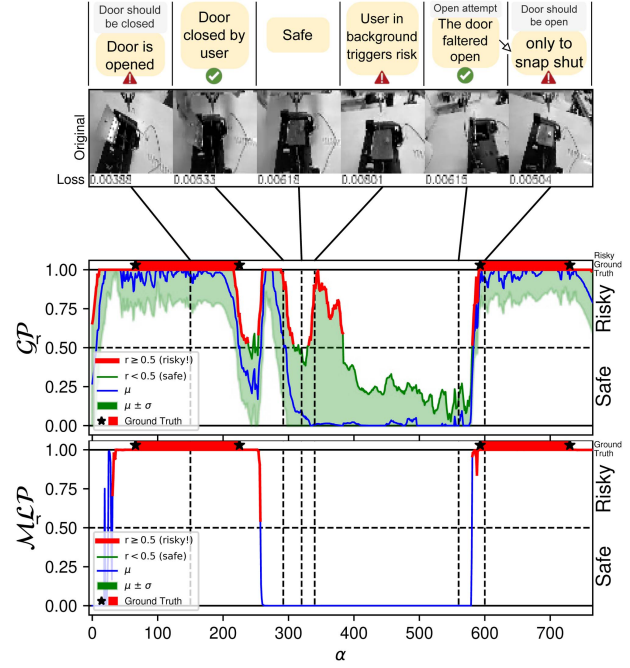 Door should be closed
Door is opened
Door closed by user
Safe
User in background triggers risk
Open attempt
The door faltered open
Door should be open
only to snap shut
Original
Loss 0.00388 0.00533 0.00618 0.00801 0.00615 0.00504
Risky Ground Truth
GP
1.00
0.75
0.50
0.25
0.00
r ≥ 0.5 (risky!)
r < 0.5 (safe)
μ
μ ± σ
Ground Truth
Risky
Safe
Ground Truth
MLP
1.00
0.75
0.50
0.25
0.00
r ≥ 0.5 (risky!)
r < 0.5 (safe)
μ
μ ± σ
Ground Truth
Risky
Safe
0 100 200 300 400 500 600 700
α